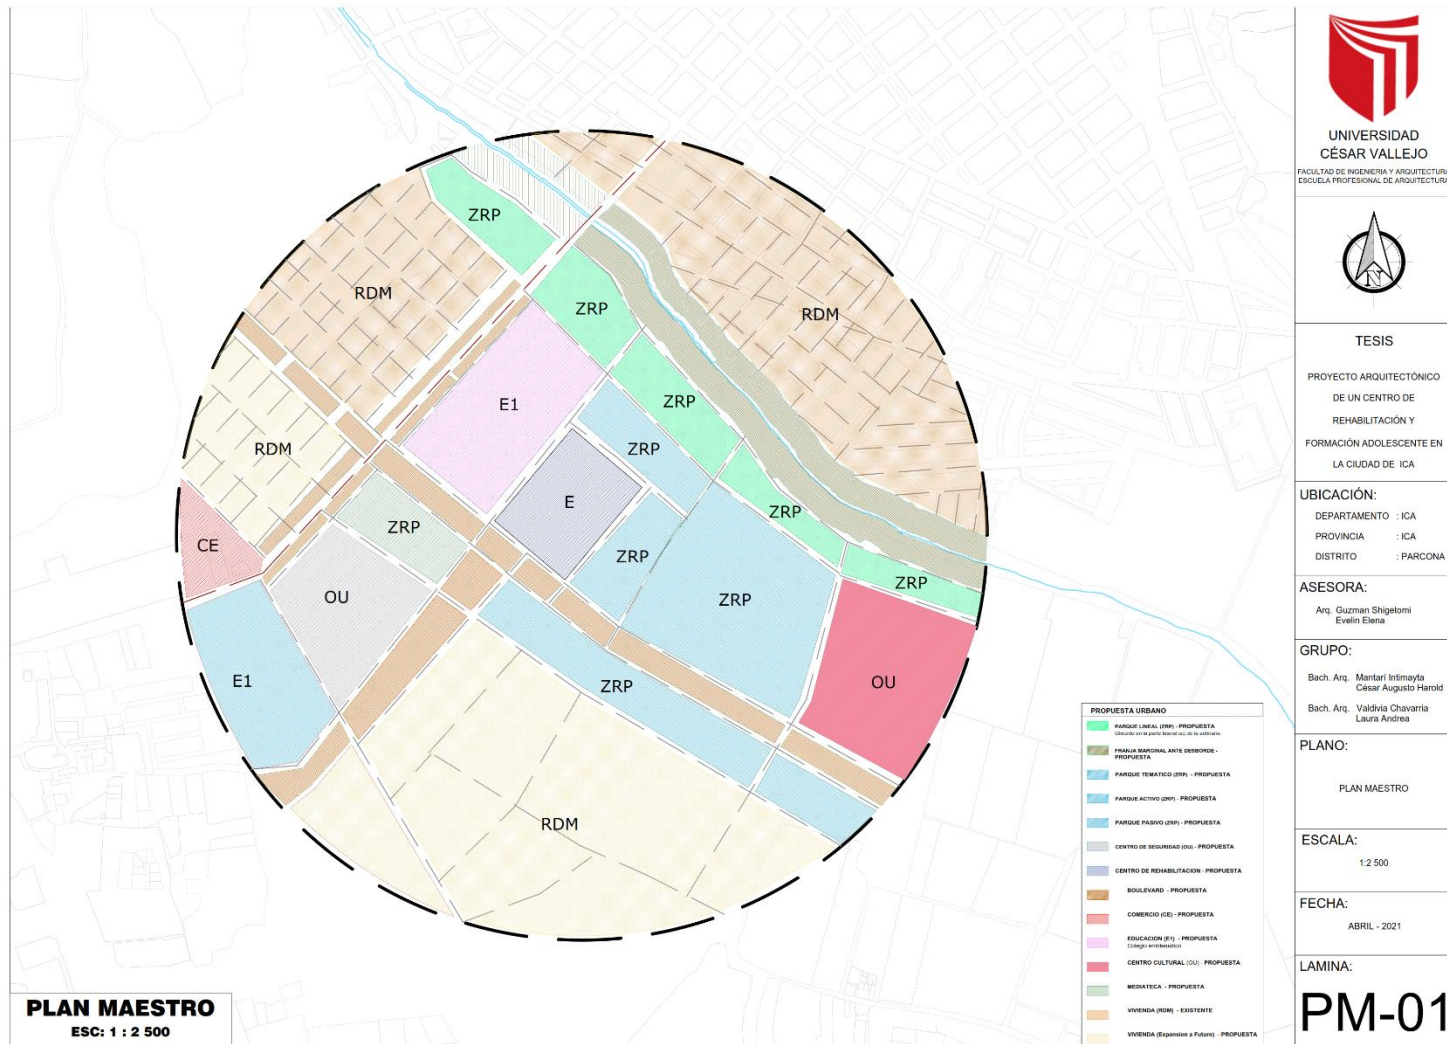 ZRP
RDM
ZRP
RDM
E1
ZRP
RDM
ZRP
E
ZRP
ZRP
CE
ZRP
ZRP
ZRP
OU
E1
ZRP
OU
RDM
PLAN MAESTRO
ESC: 1 : 2 500
PROPUESTA URBANO
PARQUE LINEAL (ZRP) - PROPUESTA
FRANJA MARGINAL ANTE DESBORDE -
PROPUESTA
PARQUE TEMATICO (ZRP) - PROPUESTA
PARQUE ACTIVO (ZRP) - PROPUESTA
PARQUE PASIVO (ZRP) - PROPUESTA
CENTRO DE SEGURIDAD (OU) - PROPUESTA
CENTRO DE REHABILITACION - PROPUESTA
BOULEVARD - PROPUESTA
COMERCIO (CE) - PROPUESTA
EDUCACION (E1) - PROPUESTA
Colegio emblematico
CENTRO CULTURAL (OU) - PROPUESTA
MEDIATECA - PROPUESTA
VIVIENDA (RDM) - EXISTENTE
VIVIENDA (Expansion a Futuro) - PROPUESTA
UNIVERSIDAD
CÉSAR VALLEJO
FACULTAD DE INGENIERIA Y ARQUITECTURA
ESCUELA PROFESIONAL DE ARQUITECTURA
N
TESIS
PROYECTO ARQUITECTÓNICO
DE UN CENTRO DE
REHABILITACIÓN Y
FORMACIÓN ADOLESCENTE EN
LA CIUDAD DE ICA
UBICACIÓN:
DEPARTAMENTO : ICA
PROVINCIA : ICA
DISTRITO : PARCONA
ASESORA:
Arq. Guzman Shigetomi
Evelin Elena
GRUPO:
Bach. Arq. Mantari Intimayta
César Augusto Harold
Bach. Arq. Valdivia Chavarria
Laura Andrea
PLANO:
PLAN MAESTRO
ESCALA:
1:2 500
FECHA:
ABRIL - 2021
LAMINA:
PM-01